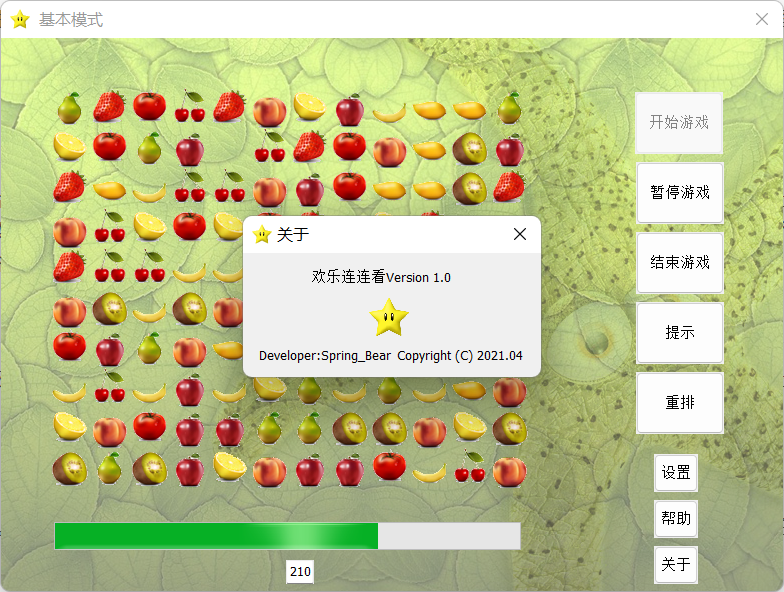 基本模式
开始游戏
暂停游戏
关于
结束游戏
欢乐连连看Version 1.0
提示
Developer:Spring_Bear Copyright (C) 2021.04
重排
设置
帮助
关于
210